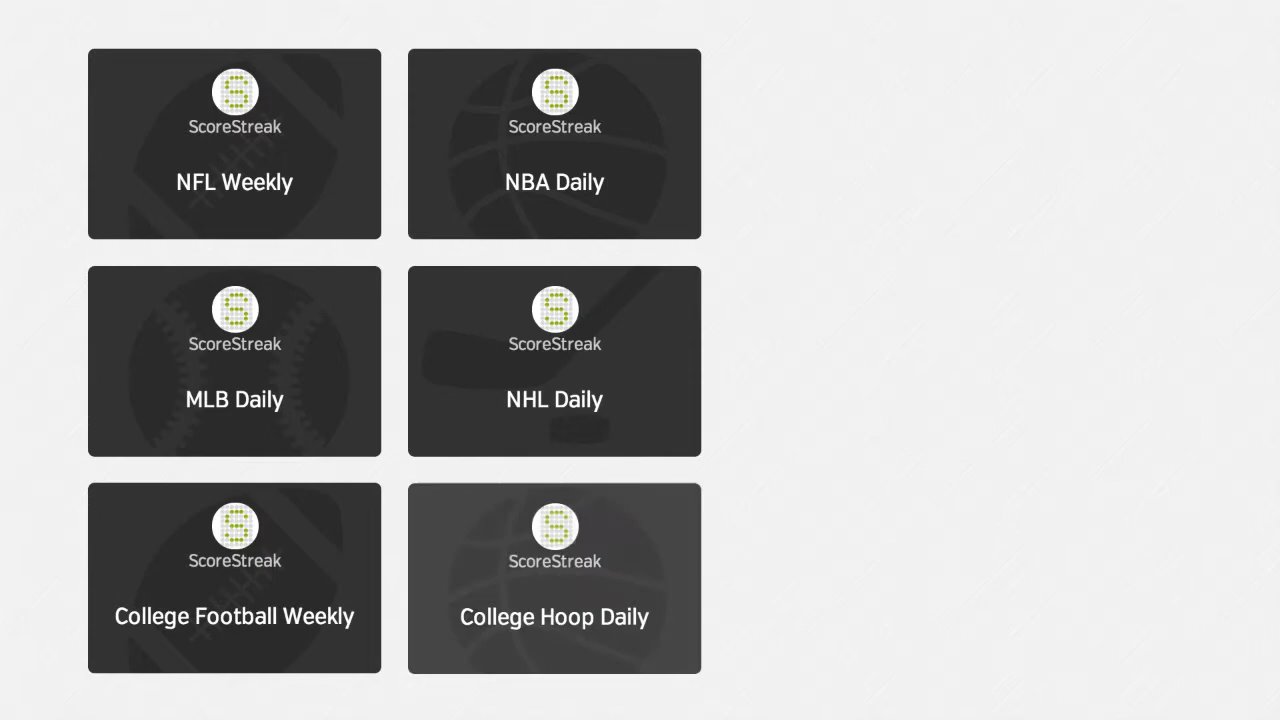 ScoreStreak
NFL Weekly
ScoreStreak
NBA Daily
ScoreStreak
MLB Daily
ScoreStreak
NHL Daily
ScoreStreak
College Football Weekly
ScoreStreak
College Hoop Daily